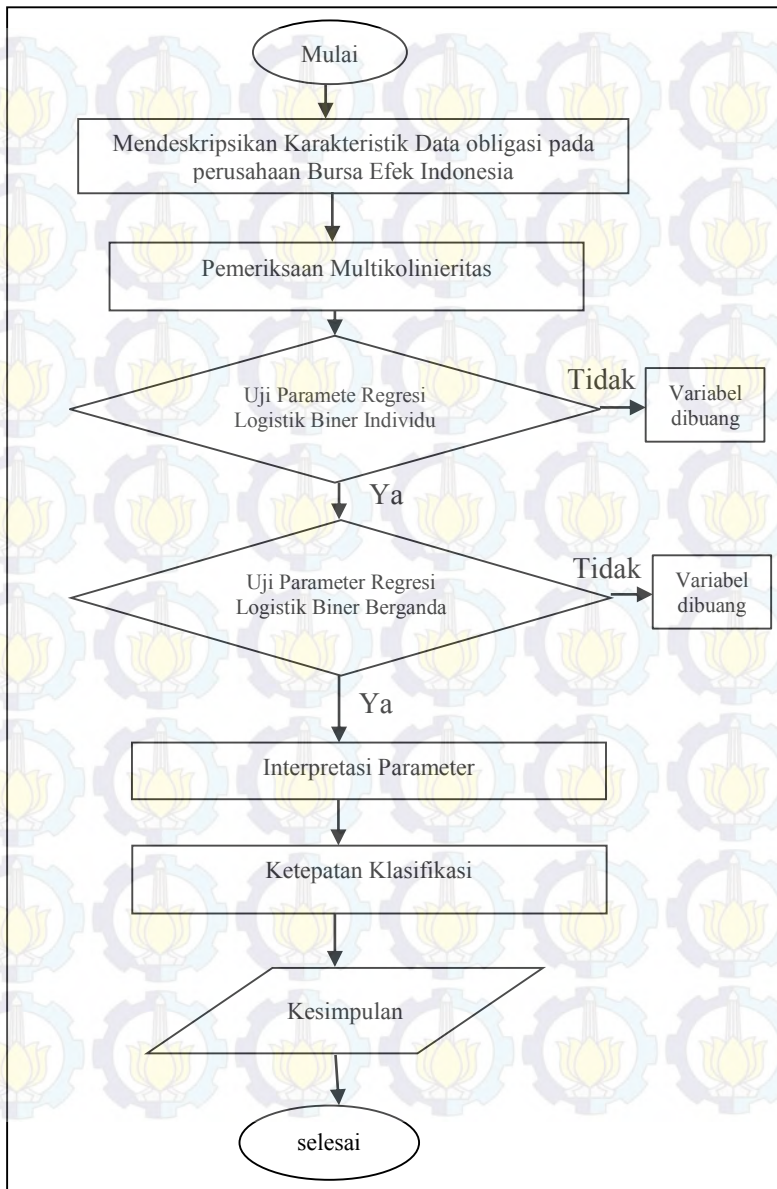 Mulai
Mendeskripsikan Karakteristik Data obligasi pada
perusahaan Bursa Efek Indonesia
Pemeriksaan Multikolinieritas
Uji Paramete Regresi
Logistik Biner Individu
Tidak
Variabel
dibuang
Ya
Uji Parameter Regresi
Logistik Biner Berganda
Tidak
Variabel
dibuang
Ya
Interpretasi Parameter
Ketepatan Klasifikasi
Kesimpulan
selesai